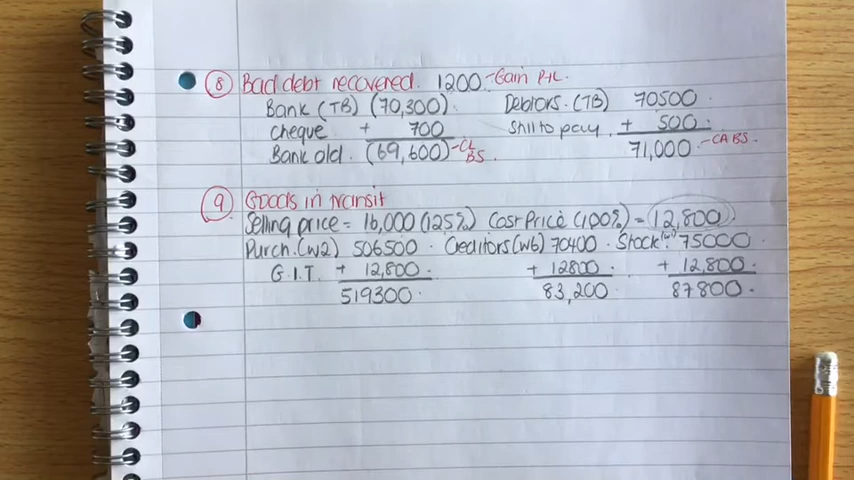 8 Bad debt recovered. 1200 - Gain P+L.
Bank (TB) (70,300). Debtors. (TB) 70500
cheque + 700 still to pay. + 500.
Bank old. (69,600) - CL BS. 71,000 - CA BS.
9 Goods in transit
Selling price = 16,000 (125%) Cost Price (100%) = 12,800
Purch. (W2) 506500. Creditors (W6) 70400. Stock: 75000
G.I.T. + 12,800. + 12800. + 12,800.
519300. 83,200. 87800.